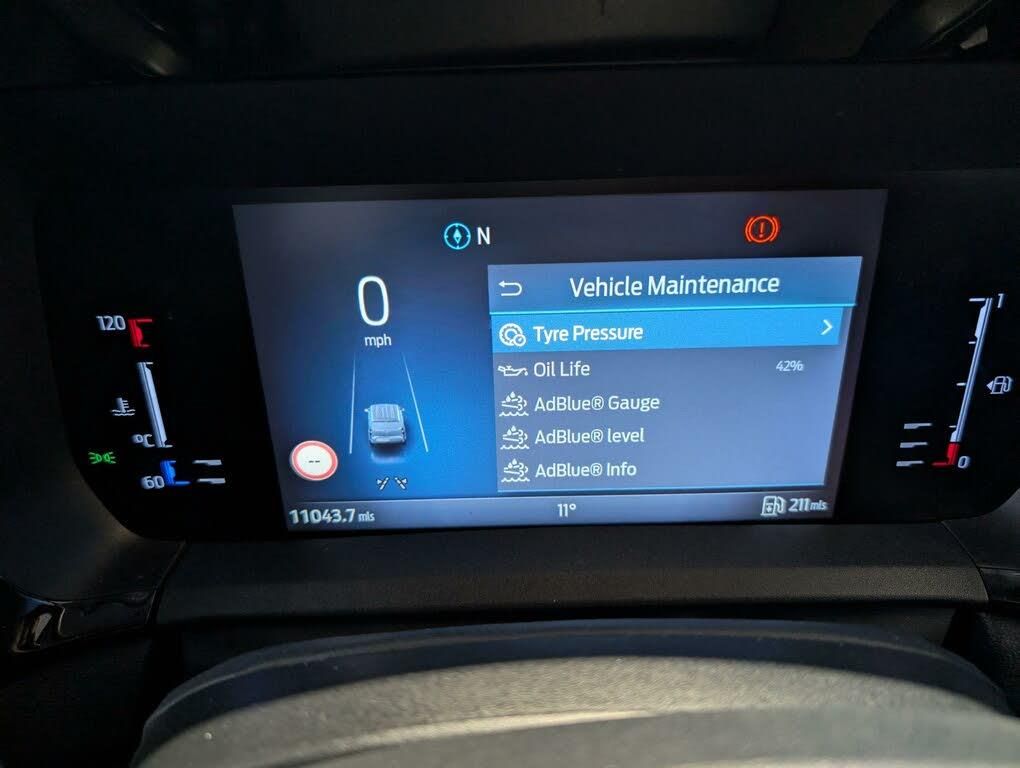 N
Vehicle Maintenance
0
mph
Tyre Pressure
Oil Life 42%
AdBlue® Gauge
AdBlue® level
AdBlue® Info
--
11043.7 mls
11°
211 mls
120
°C
60
1
0